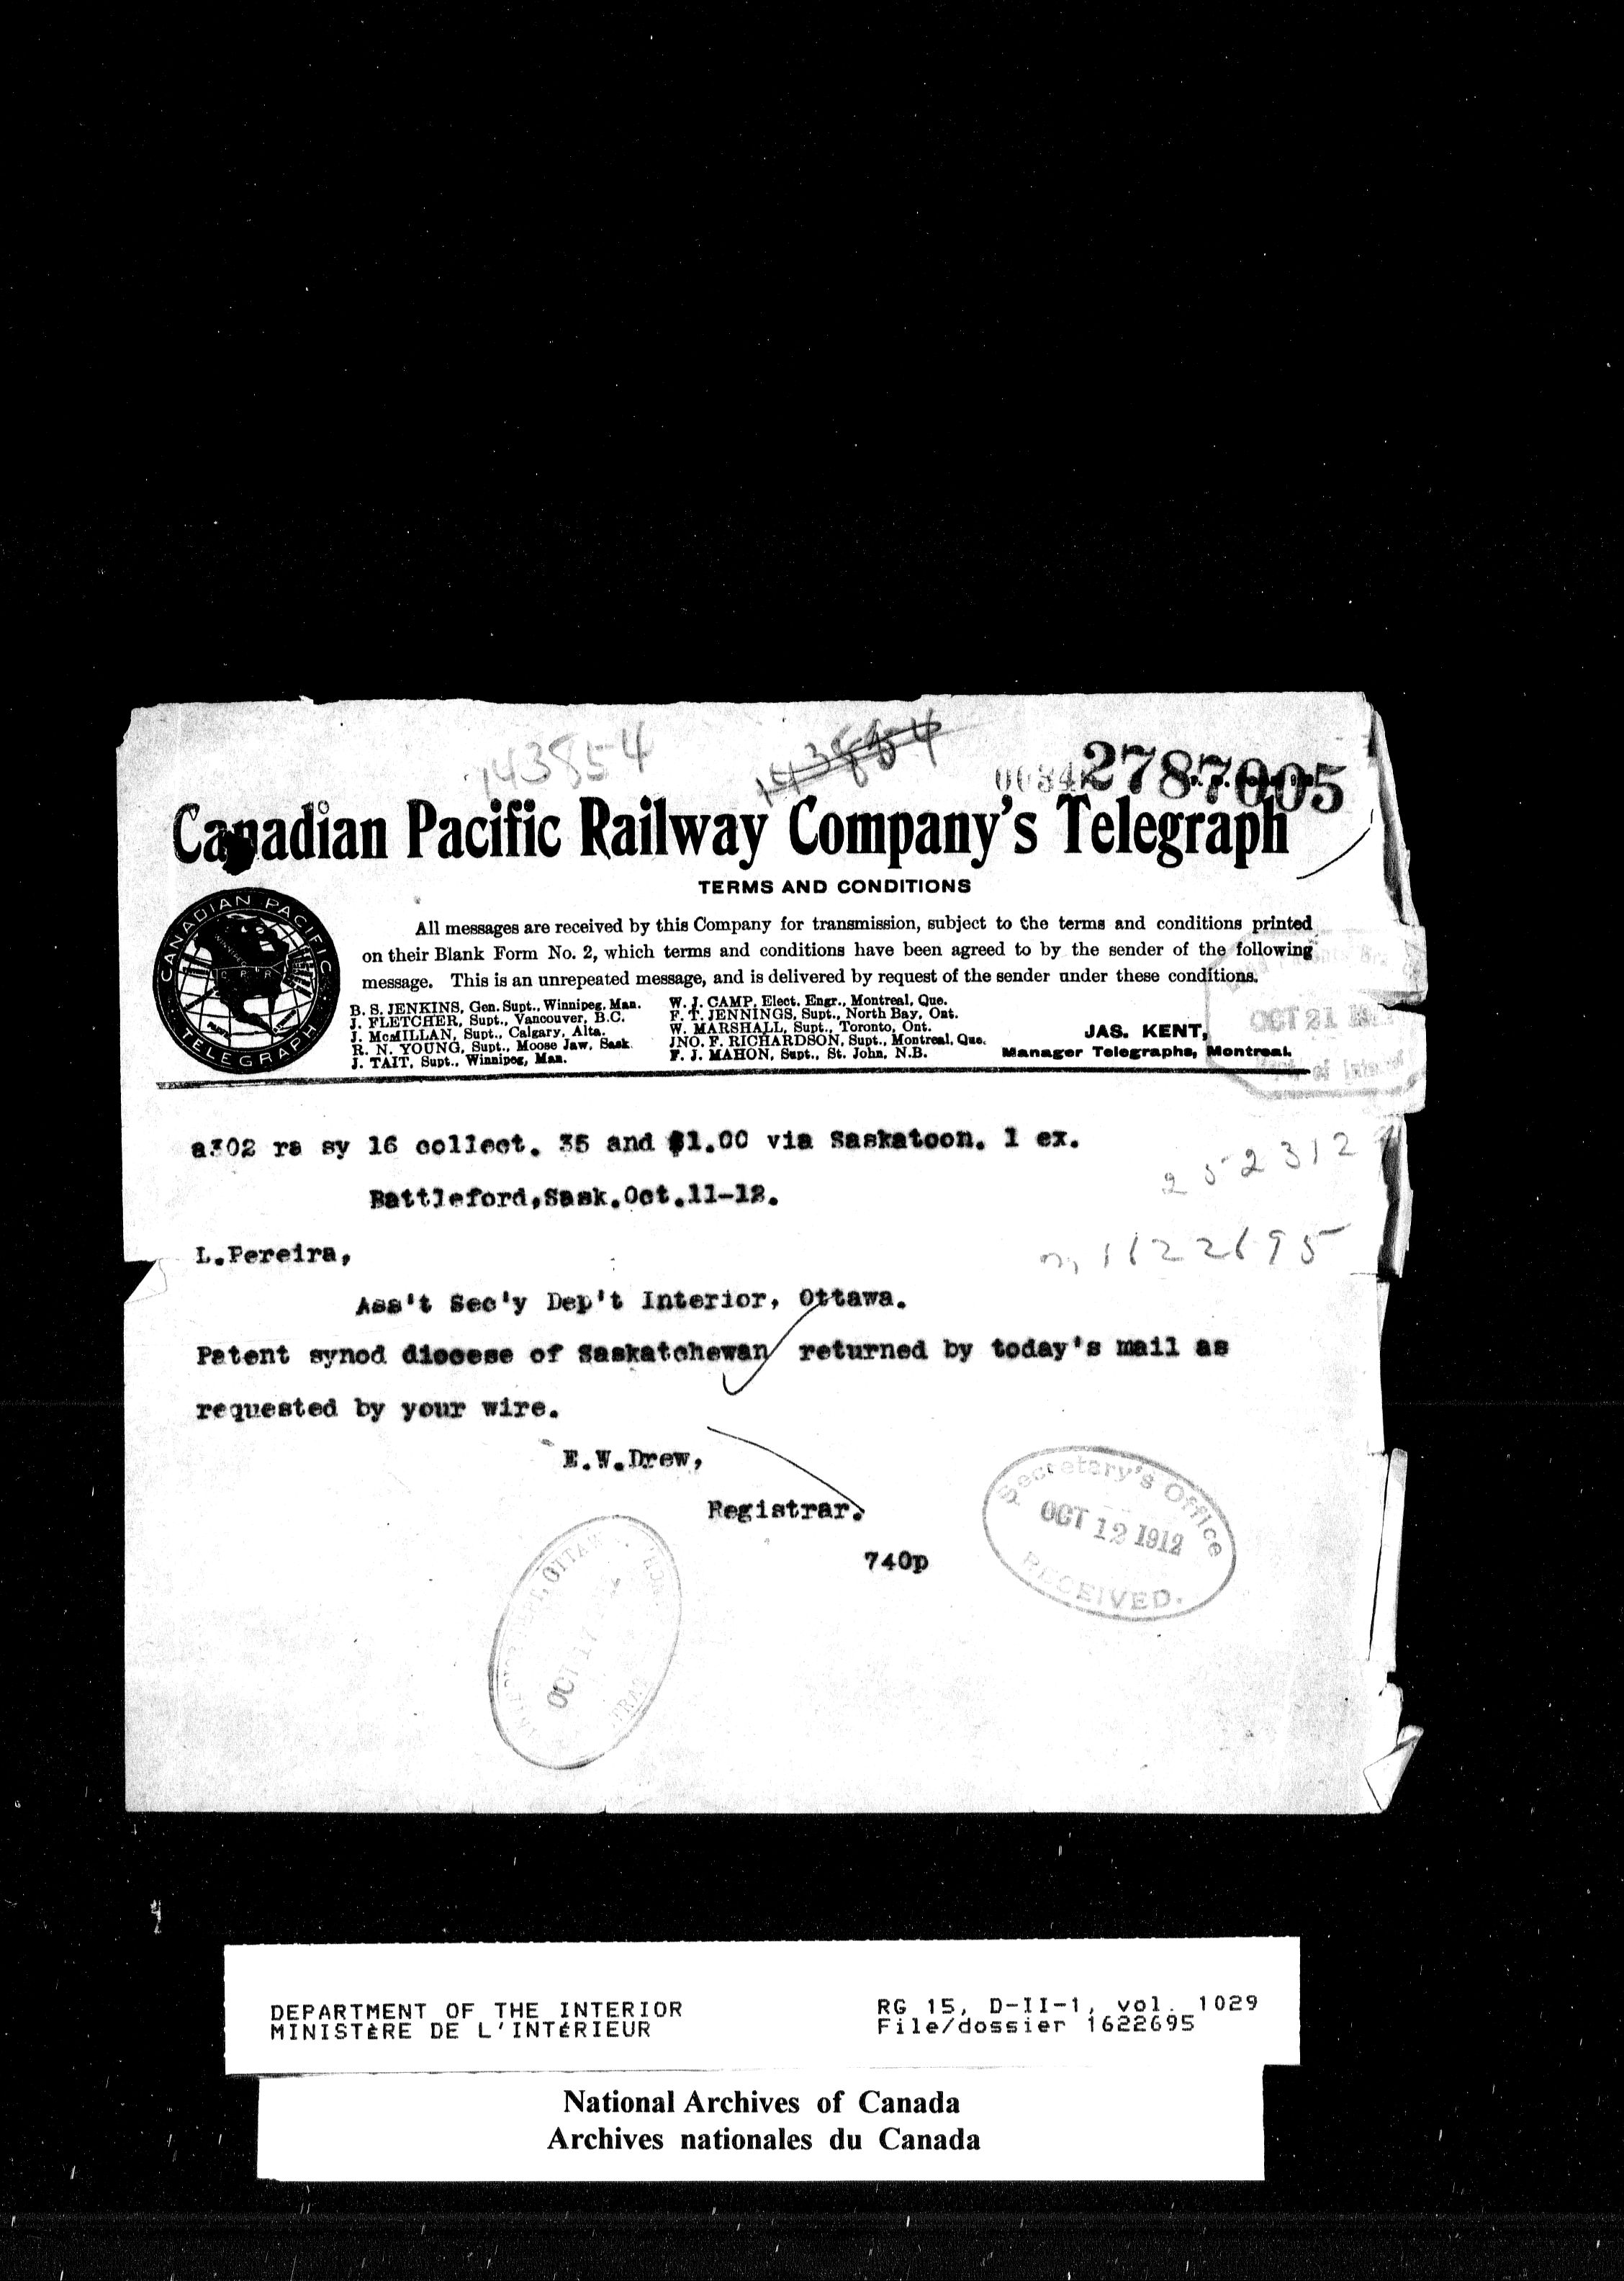 143854
143854
2787005
Canadian Pacific Railway Company's Telegraph
TERMS AND CONDITIONS
All messages are received by this Company for transmission, subject to the terms and conditions printed
on their Blank Form No. 2, which terms and conditions have been agreed to by the sender of the following
message. This is an unrepeated message, and is delivered by request of the sender under these conditions.
CANADIAN PACIFIC
TELEGRAPH
B. S. JENKINS, Gen. Supt., Winnipeg, Man.
J. FLETCHER, Supt., Vancouver, B.C.
J. McMILLAN, Supt., Calgary, Alta.
R. N. YOUNG, Supt., Moose Jaw, Sask.
J. TAIT, Supt., Winnipeg, Man.
W. J. CAMP, Elect. Engr., Montreal, Que.
F. T. JENNINGS, Supt., North Bay, Ont.
W. MARSHALL, Supt., Toronto, Ont.
JNO. F. RICHARDSON, Supt., Montreal, Que.
F. J. MAHON, Supt., St. John, N.B.
JAS. KENT,
Manager Telegraphs, Montreal.
OCT 21
of
a302 ra sy 16 collect. 35 and $1.00 via Saskatoon. 1 ex.
252312
Battleford,Sask.Oct.11-12.
L.Pereira,
1622695
Ass't Sec'y Dep't Interior, Ottawa.
Patent synod diocese of Saskatchewan returned by today's mail as
requested by your wire.
E.W.Drew,
Registrar.
740p
Secretary's Office
OCT 12 1912
RECEIVED.
OCT 17
DEPARTMENT OF THE INTERIOR
MINISTÈRE DE L'INTÉRIEUR
RG 15, D-II-1, vol. 1029
File/dossier 1622695
National Archives of Canada
Archives nationales du Canada